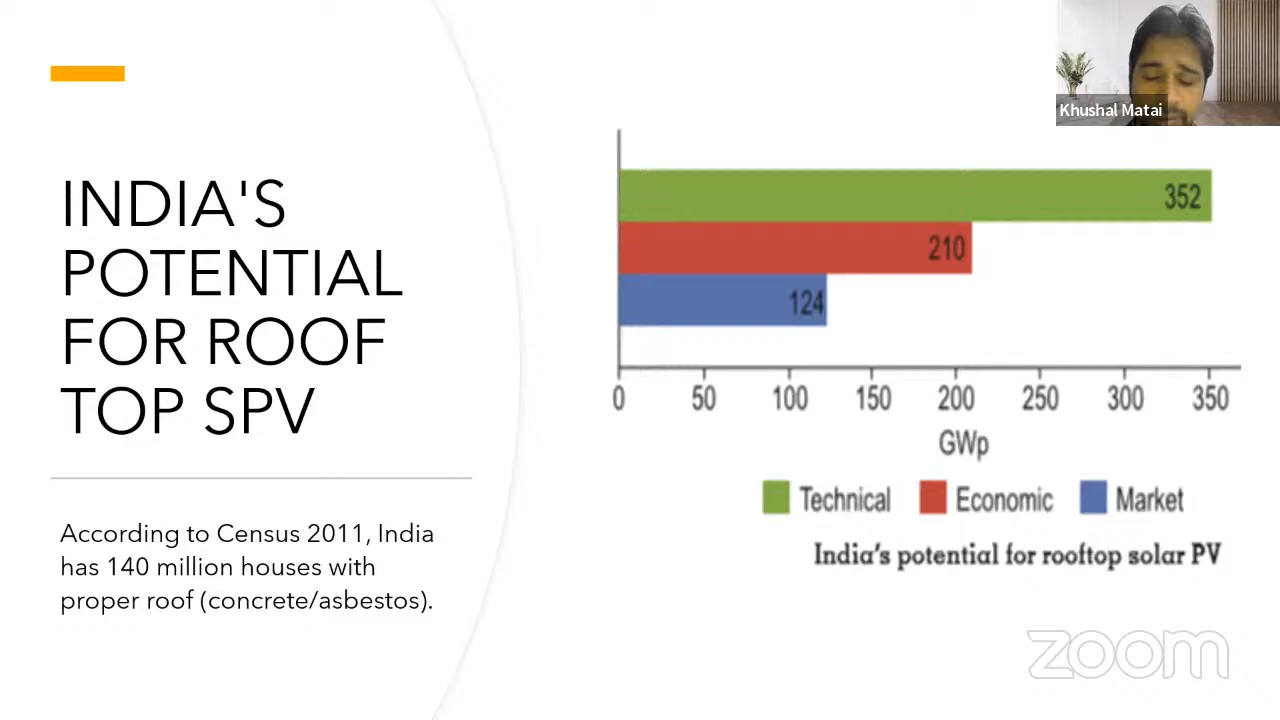 INDIA'S
POTENTIAL
FOR ROOF
TOP SPV
According to Census 2011, India
has 140 million houses with
proper roof (concrete/asbestos).
Khushal Matai
352
210
124
0 50 100 150 200 250 300 350
GWp
Technical Economic Market
India's potential for rooftop solar PV
zoom